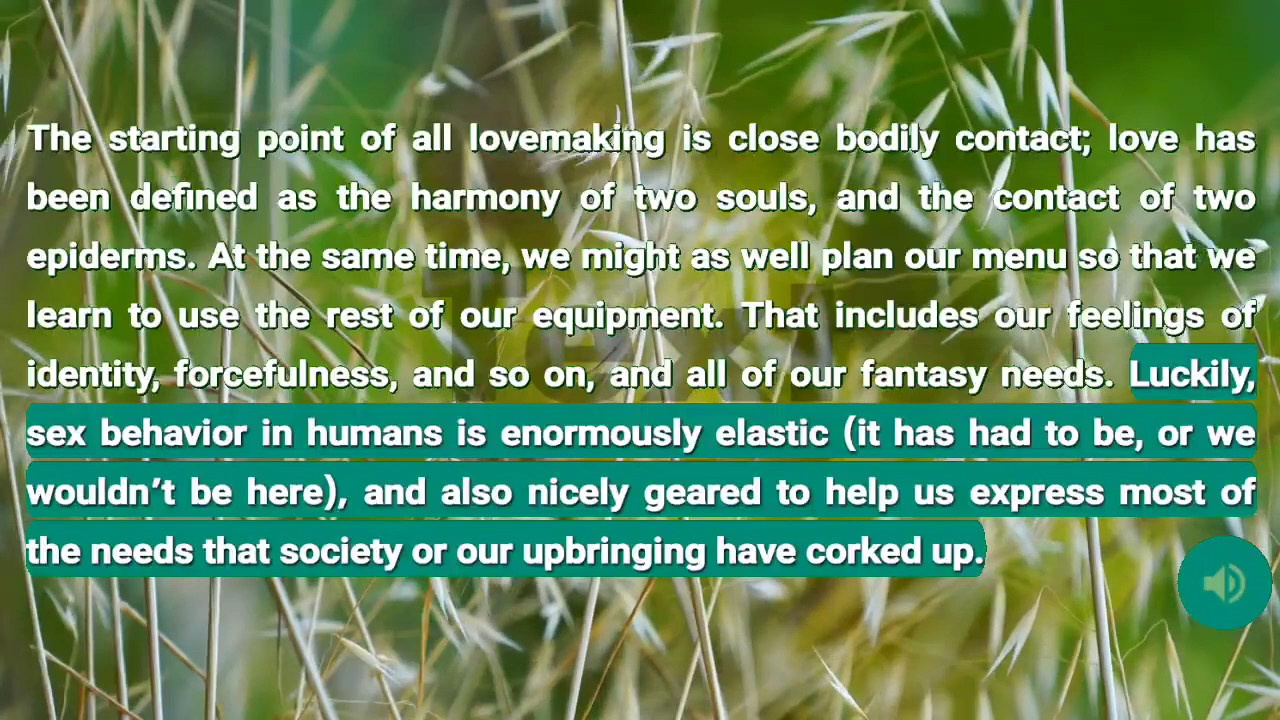 The starting point of all lovemaking is close bodily contact; love has
been defined as the harmony of two souls, and the contact of two
epiderms. At the same time, we might as well plan our menu so that we
learn to use the rest of our equipment. That includes our feelings of
identity, forcefulness, and so on, and all of our fantasy needs. Luckily,
sex behavior in humans is enormously elastic (it has had to be, or we
wouldn’t be here), and also nicely geared to help us express most of
the needs that society or our upbringing have corked up.